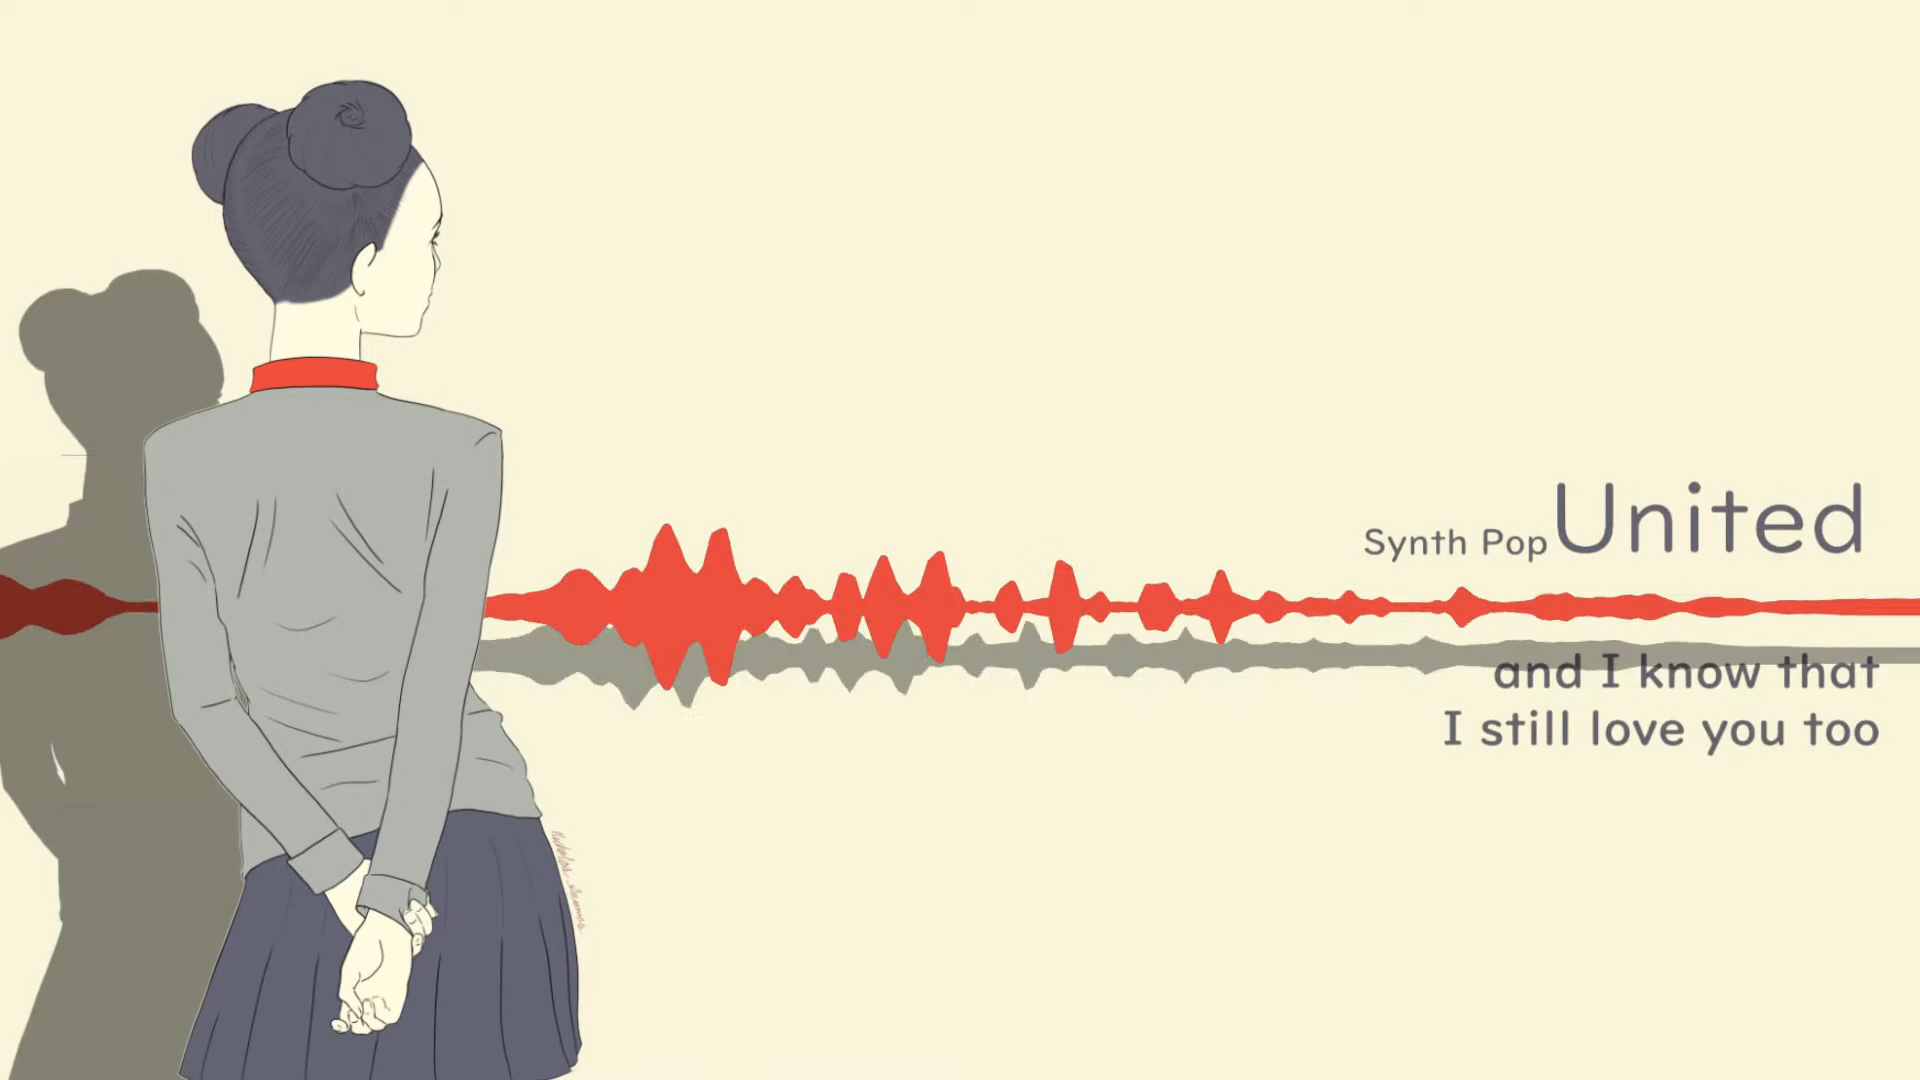 Synth Pop United
and I know that
I still love you too